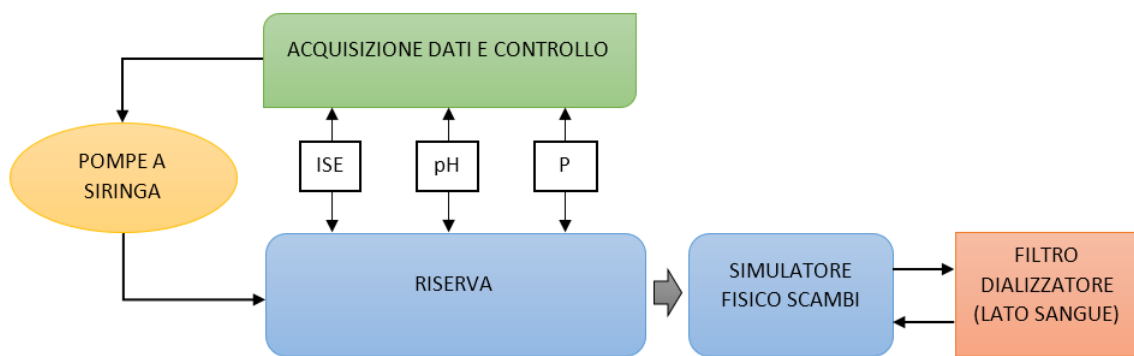 ACQUISIZIONE DATI E CONTROLLO
POMPE A
SIRINGA
ISE
pH
P
RISERVA
SIMULATORE
FISICO SCAMBI
FILTRO
DIALIZZATORE
(LATO SANGUE)